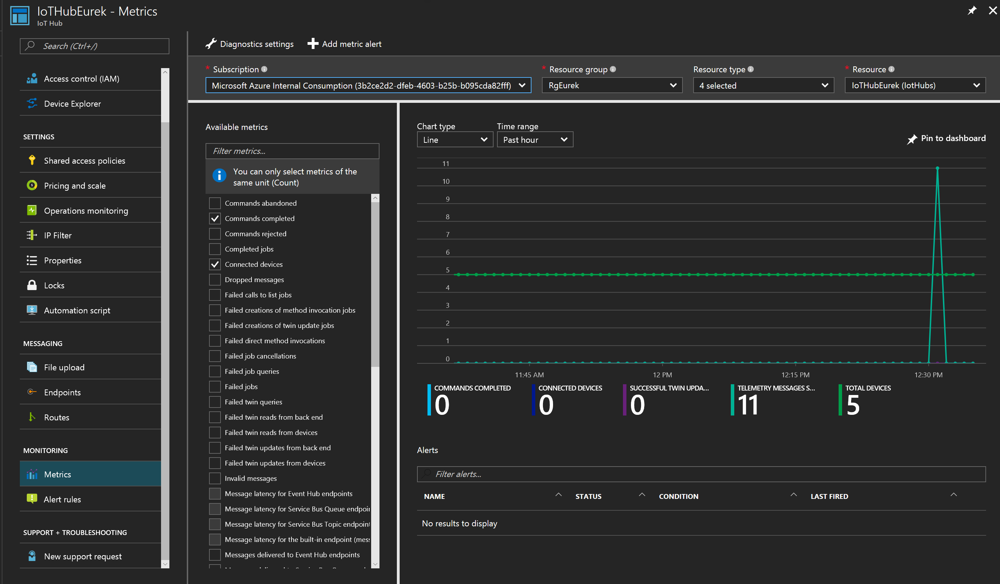 IoTHubEurek - Metrics
IoT Hub
Search (Ctrl+/)
Access control (IAM)
Device Explorer
SETTINGS
Shared access policies
Pricing and scale
Operations monitoring
IP Filter
Properties
Locks
Automation script
MESSAGING
File upload
Endpoints
Routes
MONITORING
Metrics
Alert rules
SUPPORT + TROUBLESHOOTING
New support request
Diagnostics settings
Add metric alert
* Subscription
Microsoft Azure Internal Consumption (3b2ce2d2-dfeb-4603-b25b-b095cda82fff)
* Resource group
RgEurek
Resource type
4 selected
* Resource
IoTHubEurek (IotHubs)
Available metrics
Filter metrics...
You can only select metrics of the
same unit (Count)
Commands abandoned
Commands completed
Commands rejected
Completed jobs
Connected devices
Dropped messages
Failed calls to list jobs
Failed creations of method invocation jobs
Failed creations of twin update jobs
Failed direct method invocations
Failed job cancellations
Failed job queries
Failed jobs
Failed twin queries
Failed twin reads from back end
Failed twin reads from devices
Failed twin updates from back end
Failed twin updates from devices
Invalid messages
Message latency for Event Hub endpoints
Message latency for Service Bus Queue endpoin
Message latency for Service Bus Topic endpoint
Message latency for the built-in endpoint (mess
Messages delivered to Event Hub endpoints
Chart type
Line
Time range
Past hour
Pin to dashboard
11
10
9
8
7
6
5
4
3
2
1
0
11:45 AM
12 PM
12:15 PM
12:30 PM
COMMANDS COMPLETED
0
CONNECTED DEVICES
0
SUCCESSFUL TWIN UPDA...
0
TELEMETRY MESSAGES S...
11
TOTAL DEVICES
5
Alerts
Filter alerts...
NAME
STATUS
CONDITION
LAST FIRED
No results to display